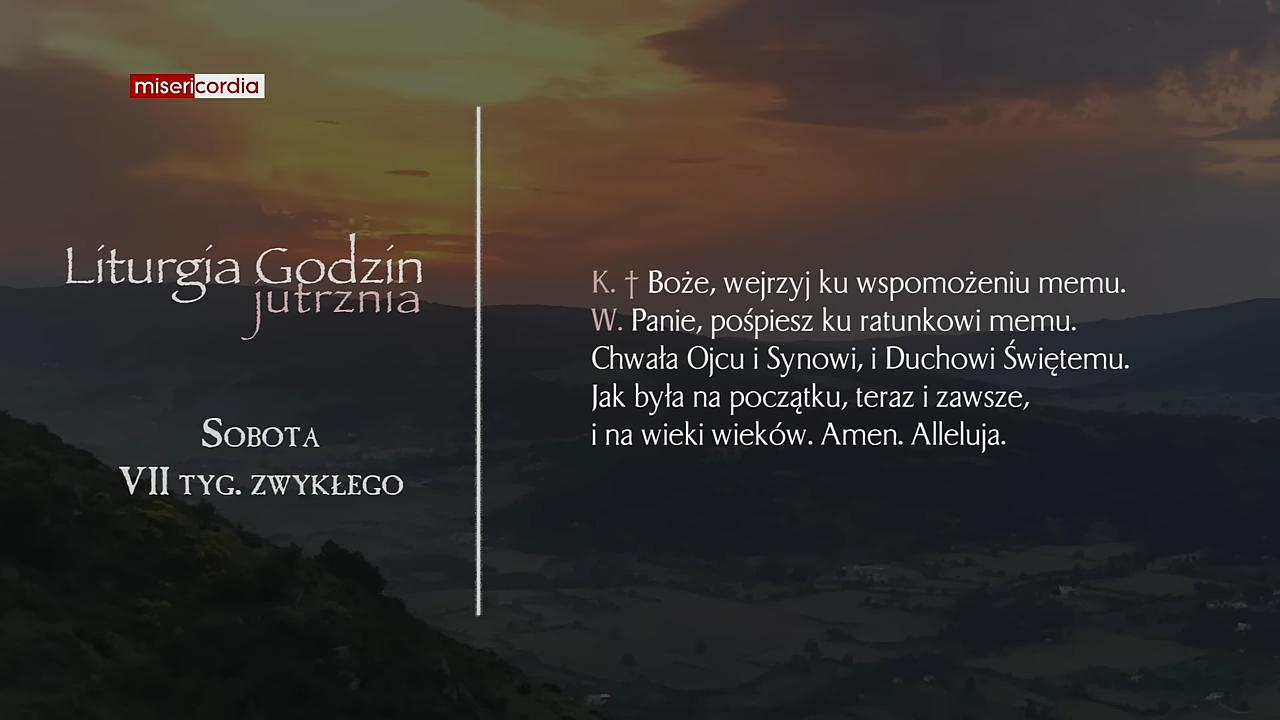 misericordia
Liturgia Godzin
jutrznia
Sobota
VII tyg. zwykłego
K. † Boże, wejrzyj ku wspomożeniu memu.
W. Panie, pośpiesz ku ratunkowi memu.
Chwała Ojcu i Synowi, i Duchowi Świętemu.
Jak była na początku, teraz i zawsze,
i na wieki wieków. Amen. Alleluja.